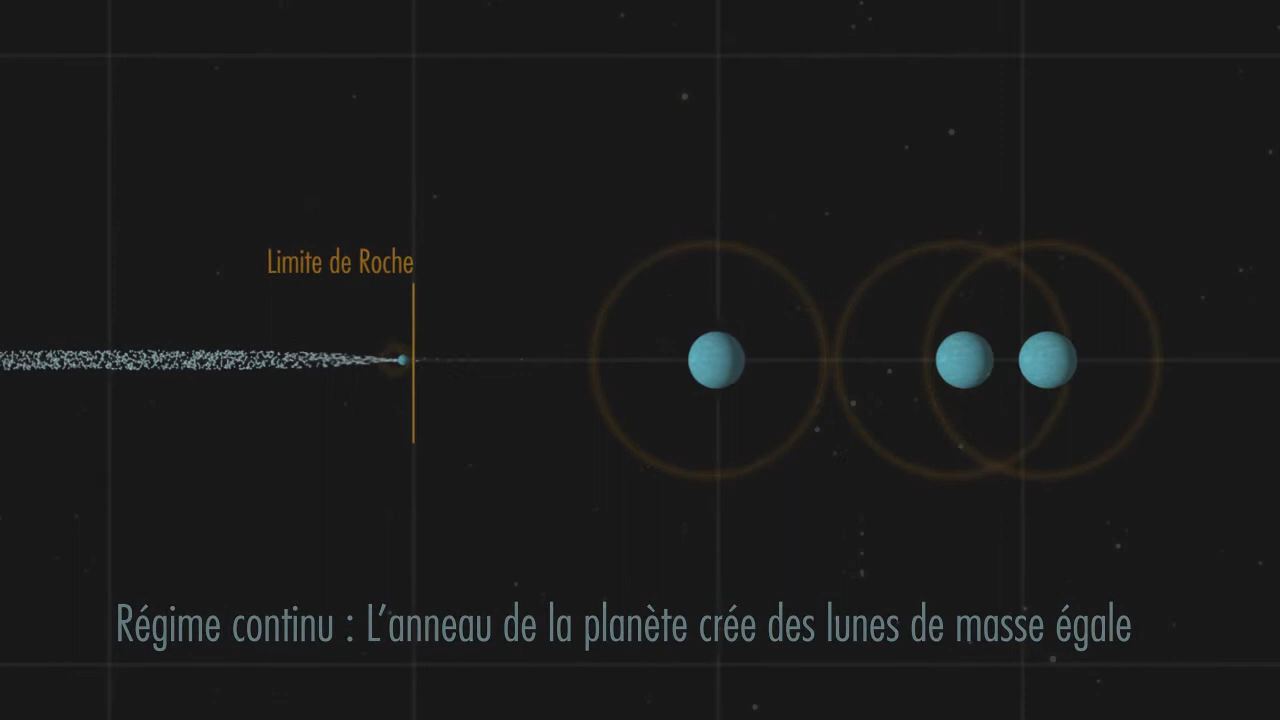 Limite de Roche
Régime continu : L’anneau de la planète crée des lunes de masse égale